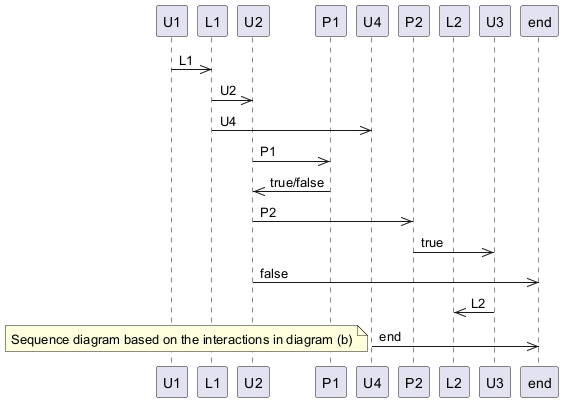 U1 L1 U2 P1 U4 P2 L2 U3 end
L1
U2
U4
P1
true/false
P2
true
false
L2
Sequence diagram based on the interactions in diagram (b)
end
U1 L1 U2 P1 U4 P2 L2 U3 end